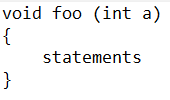 void foo (int a)
{
    statements
}